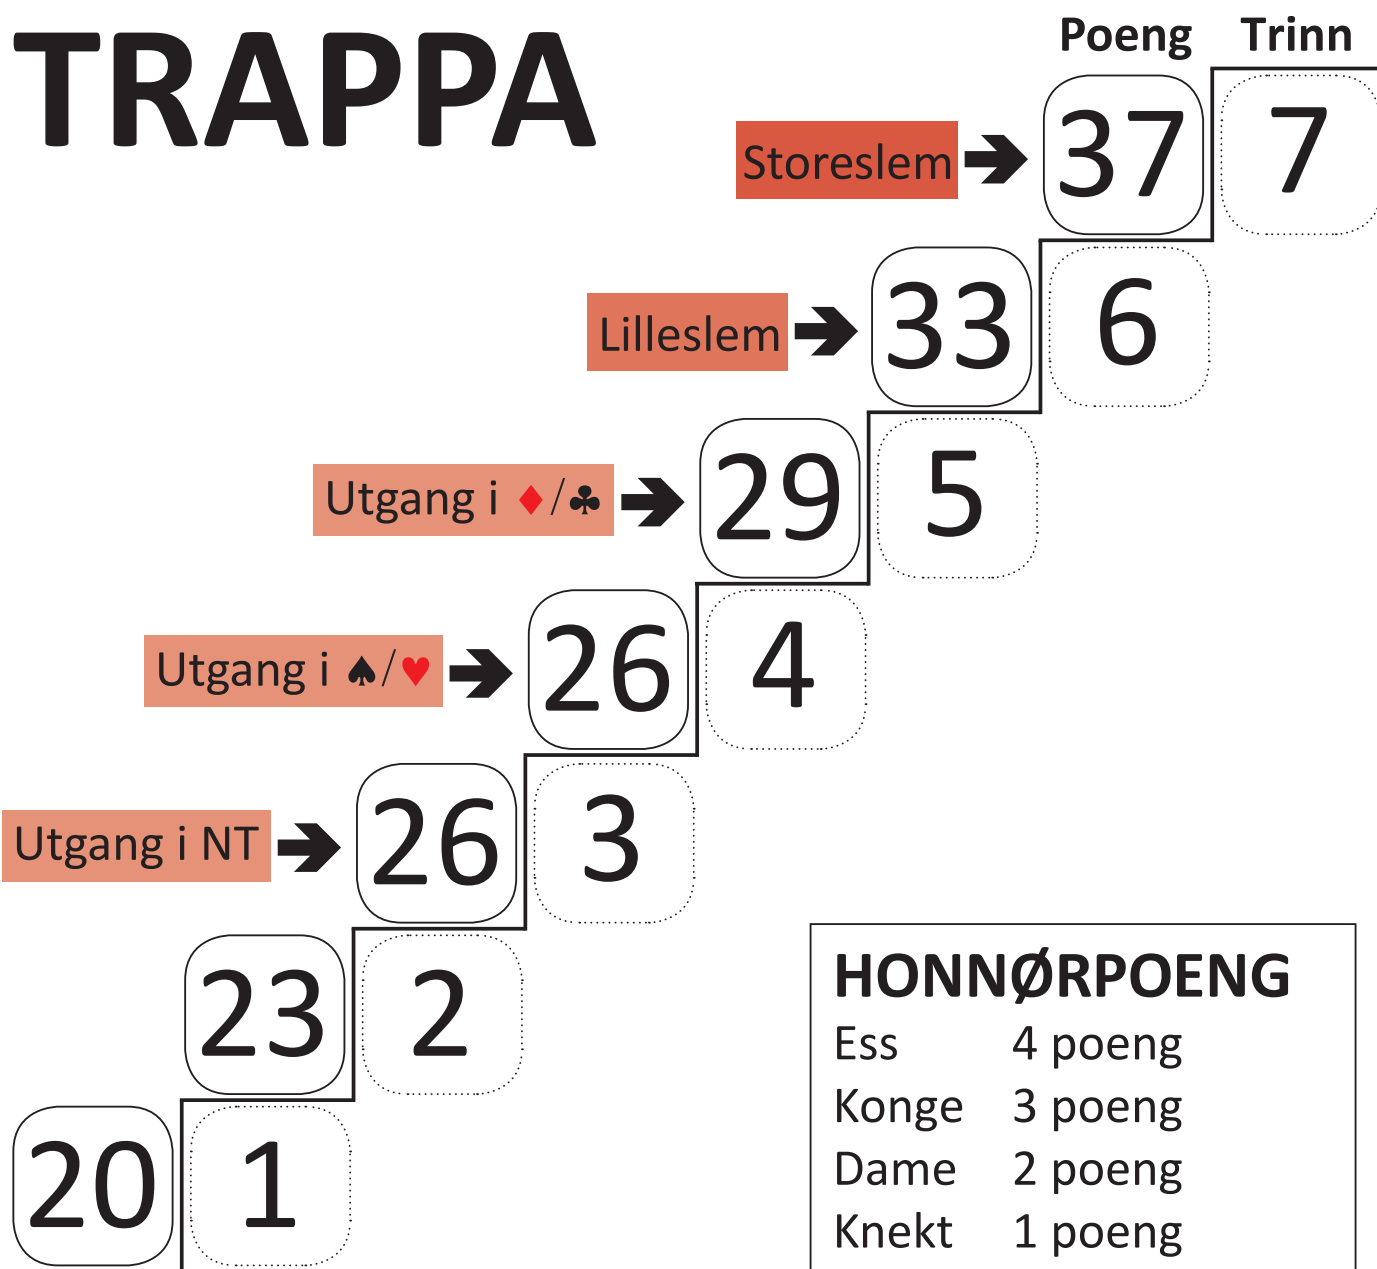 TRAPPA
Poeng Trinn
Storeslem 37 7
Lilleslem 33 6
Utgang i ♦/♣ 29 5
Utgang i ♠/♥ 26 4
Utgang i NT 26 3
23 2
20 1
HONNØRPOENG
Ess 4 poeng
Konge 3 poeng
Dame 2 poeng
Knekt 1 poeng